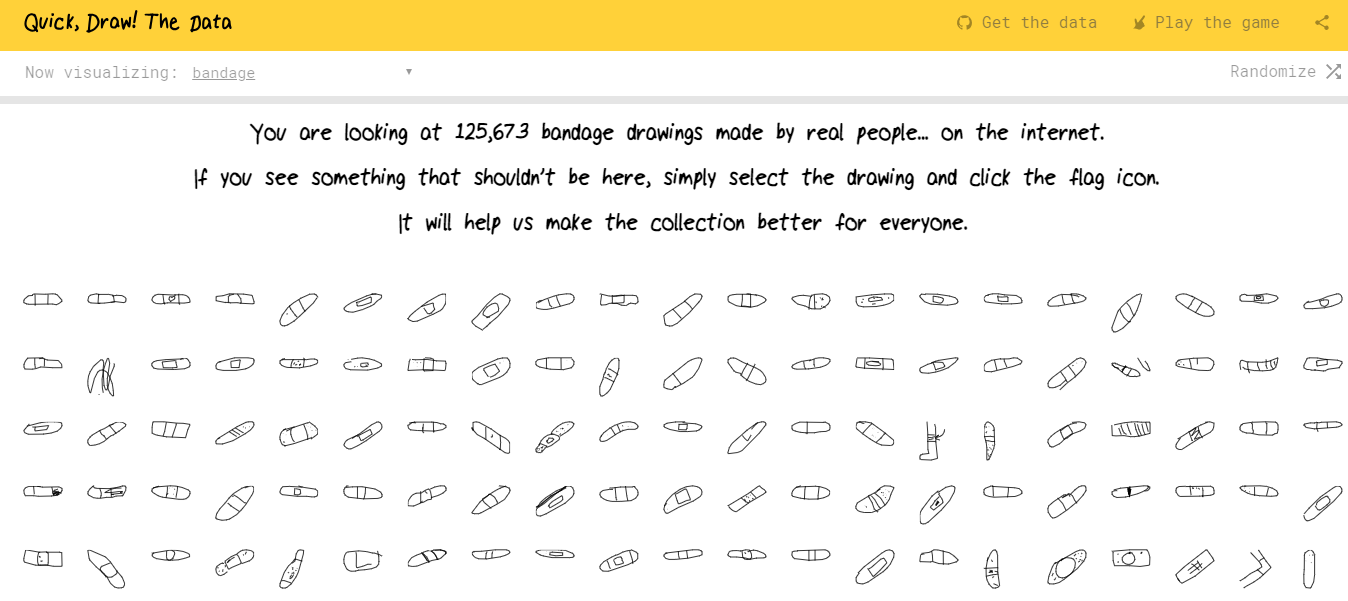 Quick, Draw! The Data
Get the data
Play the game
Now visualizing: bandage
Randomize
You are looking at 125,673 bandage drawings made by real people... on the internet.
If you see something that shouldn't be here, simply select the drawing and click the flag icon.
It will help us make the collection better for everyone.